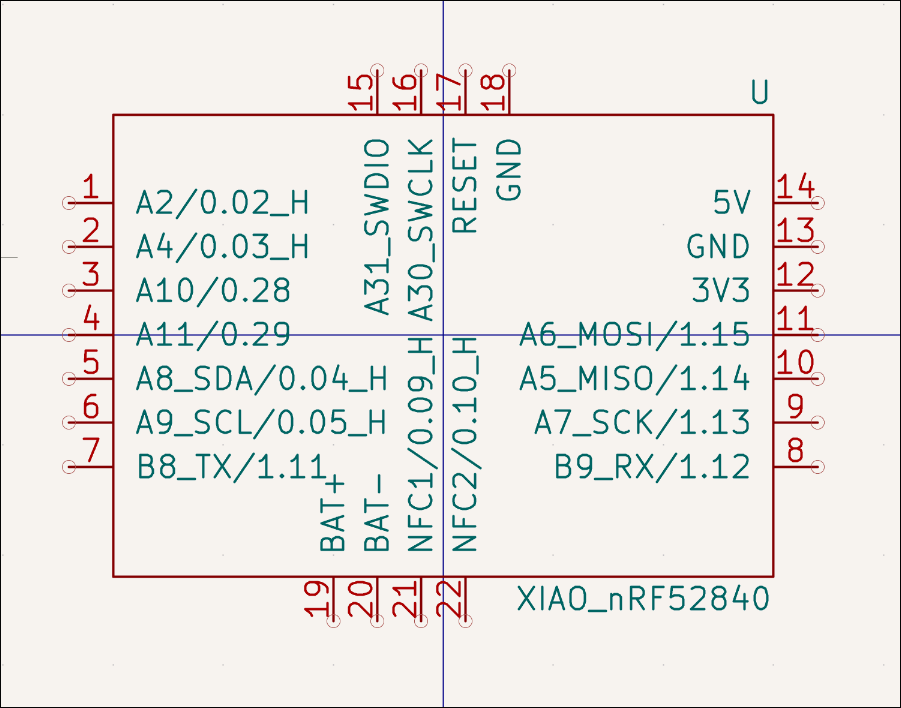 U
15
16
17
18
A31_SWDIO
A30_SWCLK
RESET
GND
1 A2/0.02_H
2 A4/0.03_H
3 A10/0.28
4 A11/0.29
5 A8_SDA/0.04_H
6 A9_SCL/0.05_H
7 B8_TX/1.11
5V 14
GND 13
3V3 12
A6_MOSI/1.15 11
A5_MISO/1.14 10
A7_SCK/1.13 9
B9_RX/1.12 8
BAT+
BAT-
NFC1/0.09_H
NFC2/0.10_H
19
20
21
22
XIAO_nRF52840